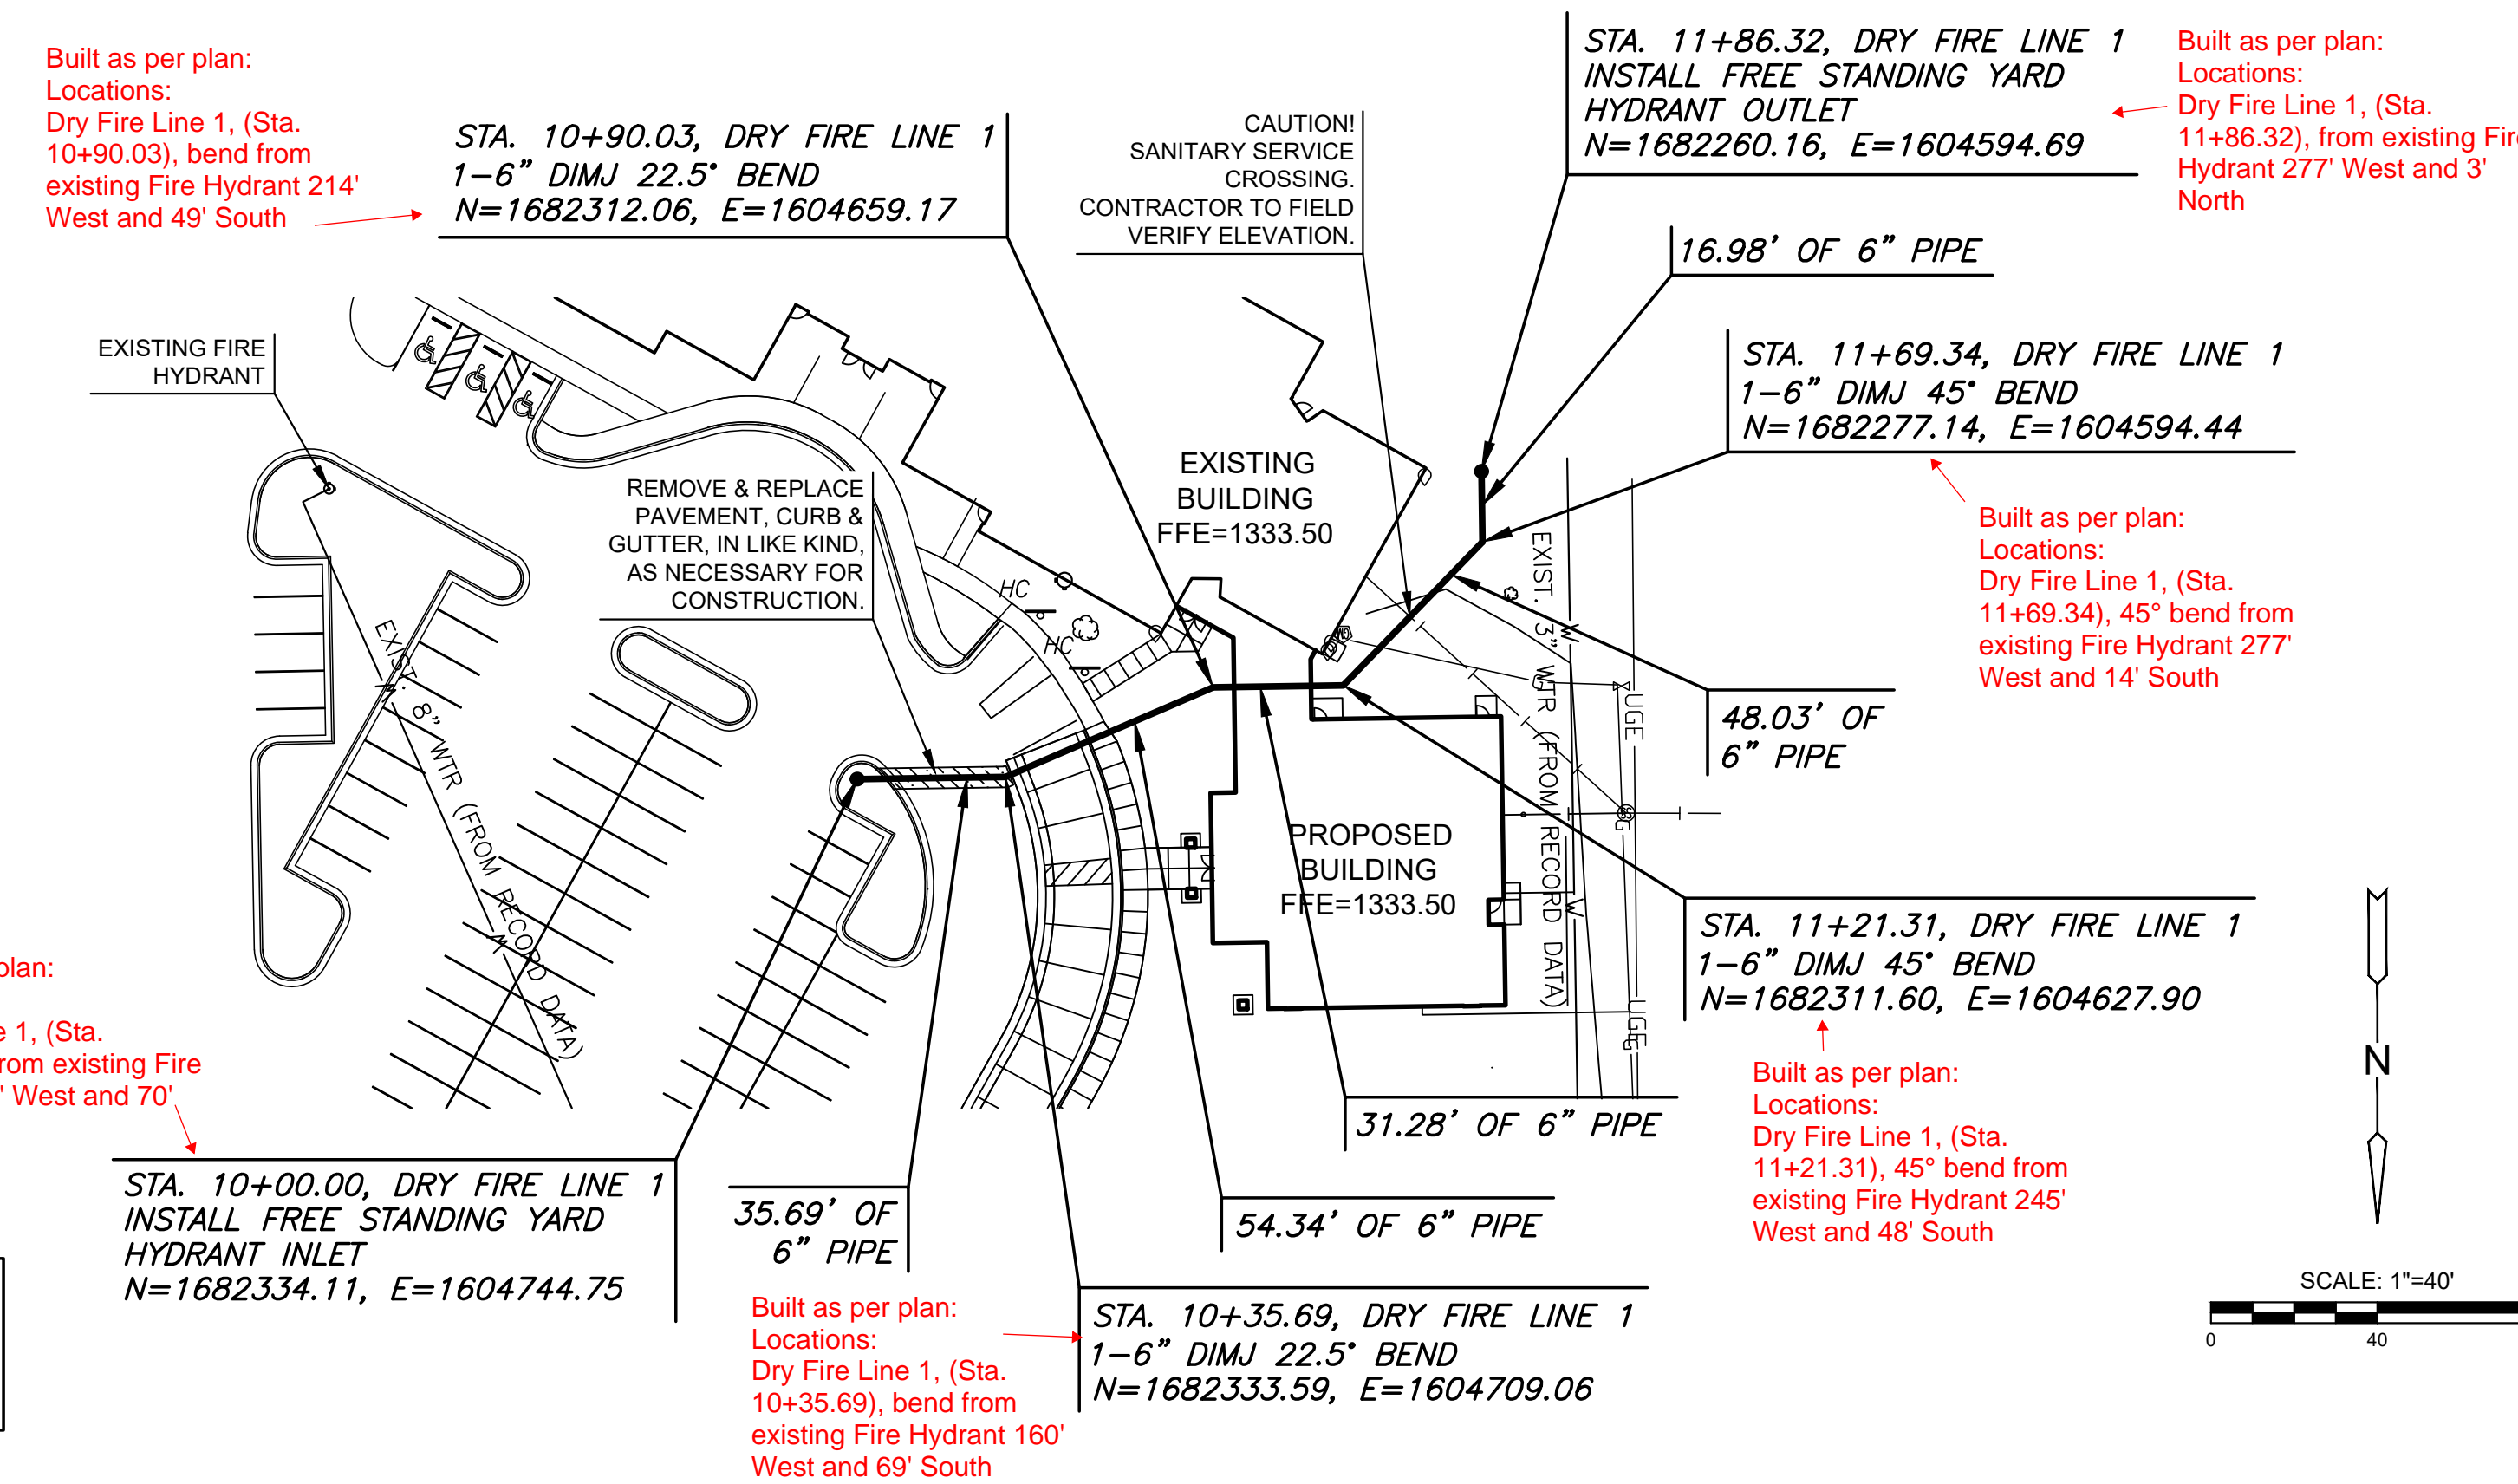 Built as per plan:
Locations:
Dry Fire Line 1, (Sta.
10+90.03), bend from
existing Fire Hydrant 214'
West and 49' South
STA. 10+90.03, DRY FIRE LINE 1
1-6" DIMJ 22.5° BEND
N=1682312.06, E=1604659.17
CAUTION!
SANITARY SERVICE
CROSSING.
CONTRACTOR TO FIELD
VERIFY ELEVATION.
STA. 11+86.32, DRY FIRE LINE 1
INSTALL FREE STANDING YARD
HYDRANT OUTLET
N=1682260.16, E=1604594.69
Built as per plan:
Locations:
Dry Fire Line 1, (Sta.
11+86.32), from existing Fire
Hydrant 277' West and 3'
North
16.98' OF 6" PIPE
STA. 11+69.34, DRY FIRE LINE 1
1-6" DIMJ 45° BEND
N=1682277.14, E=1604594.44
Built as per plan:
Locations:
Dry Fire Line 1, (Sta.
11+69.34), 45° bend from
existing Fire Hydrant 277'
West and 14' South
EXISTING FIRE
HYDRANT
REMOVE & REPLACE
PAVEMENT, CURB &
GUTTER, IN LIKE KIND,
AS NECESSARY FOR
CONSTRUCTION.
EXISTING
BUILDING
FFE=1333.50
HC
HC
EXIST. 8" WTR (FROM RECORD DATA)
W
W
EXIST. 3" WTR (FROM RECORD DATA)
W
W
G
UGE
G
UGE
G
48.03' OF
6" PIPE
PROPOSED
BUILDING
FFE=1333.50
STA. 11+21.31, DRY FIRE LINE 1
1-6" DIMJ 45° BEND
N=1682311.60, E=1604627.90
Built as per plan:
Locations:
Dry Fire Line 1, (Sta.
11+21.31), 45° bend from
existing Fire Hydrant 245'
West and 48' South
plan:
e 1, (Sta.
from existing Fire
' West and 70'
STA. 10+00.00, DRY FIRE LINE 1
INSTALL FREE STANDING YARD
HYDRANT INLET
N=1682334.11, E=1604744.75
35.69' OF
6" PIPE
54.34' OF 6" PIPE
31.28' OF 6" PIPE
Built as per plan:
Locations:
Dry Fire Line 1, (Sta.
10+35.69), bend from
existing Fire Hydrant 160'
West and 69' South
STA. 10+35.69, DRY FIRE LINE 1
1-6" DIMJ 22.5° BEND
N=1682333.59, E=1604709.06
N
SCALE: 1"=40'
0 40